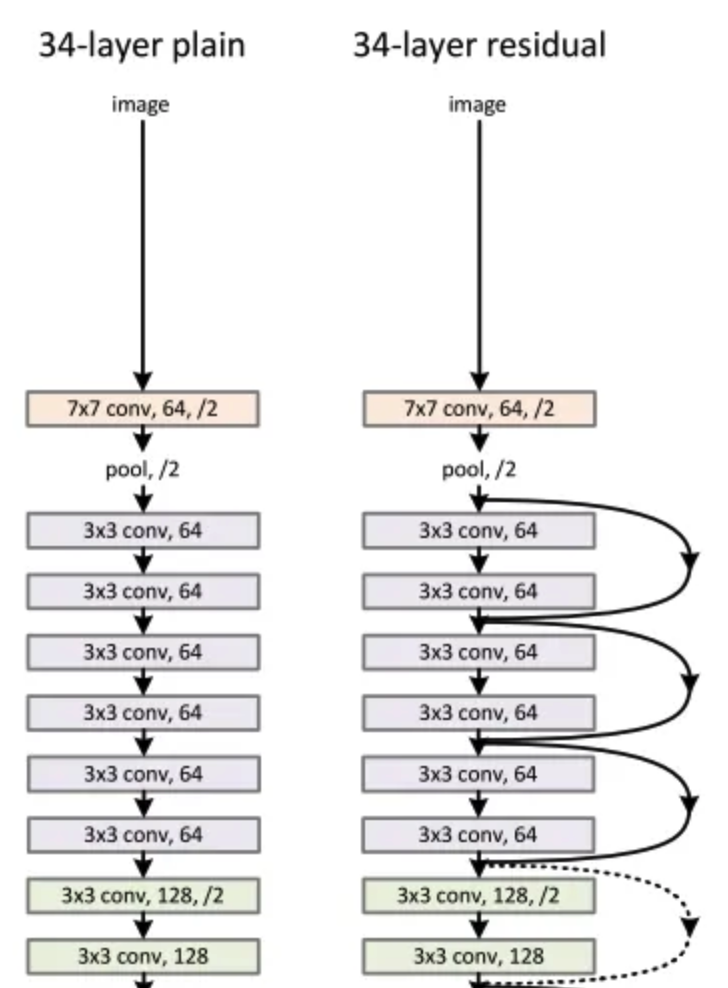 34-layer plain
image
7x7 conv, 64, /2
pool, /2
3x3 conv, 64
3x3 conv, 64
3x3 conv, 64
3x3 conv, 64
3x3 conv, 64
3x3 conv, 64
3x3 conv, 128, /2
3x3 conv, 128
34-layer residual
image
7x7 conv, 64, /2
pool, /2
3x3 conv, 64
3x3 conv, 64
3x3 conv, 64
3x3 conv, 64
3x3 conv, 64
3x3 conv, 64
3x3 conv, 128, /2
3x3 conv, 128